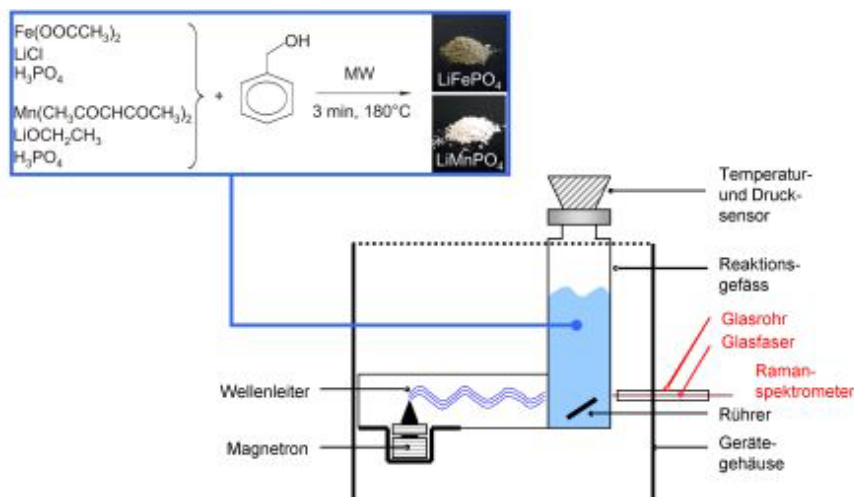 Fe(OOCCH₃)₂
LiCl
H₃PO₄
Mn(CH₃COCHCOCH₃)₂
LiOCH₂CH₃
H₃PO₄
+
OH
MW
3 min, 180°C
LiFePO₄
LiMnPO₄
Temperatur-
und Druck-
sensor
Reaktions-
gefäss
Glasrohr
Glasfaser
Raman-
spektrometer
Wellenleiter
Rührer
Magnetron
Geräte-
gehäuse